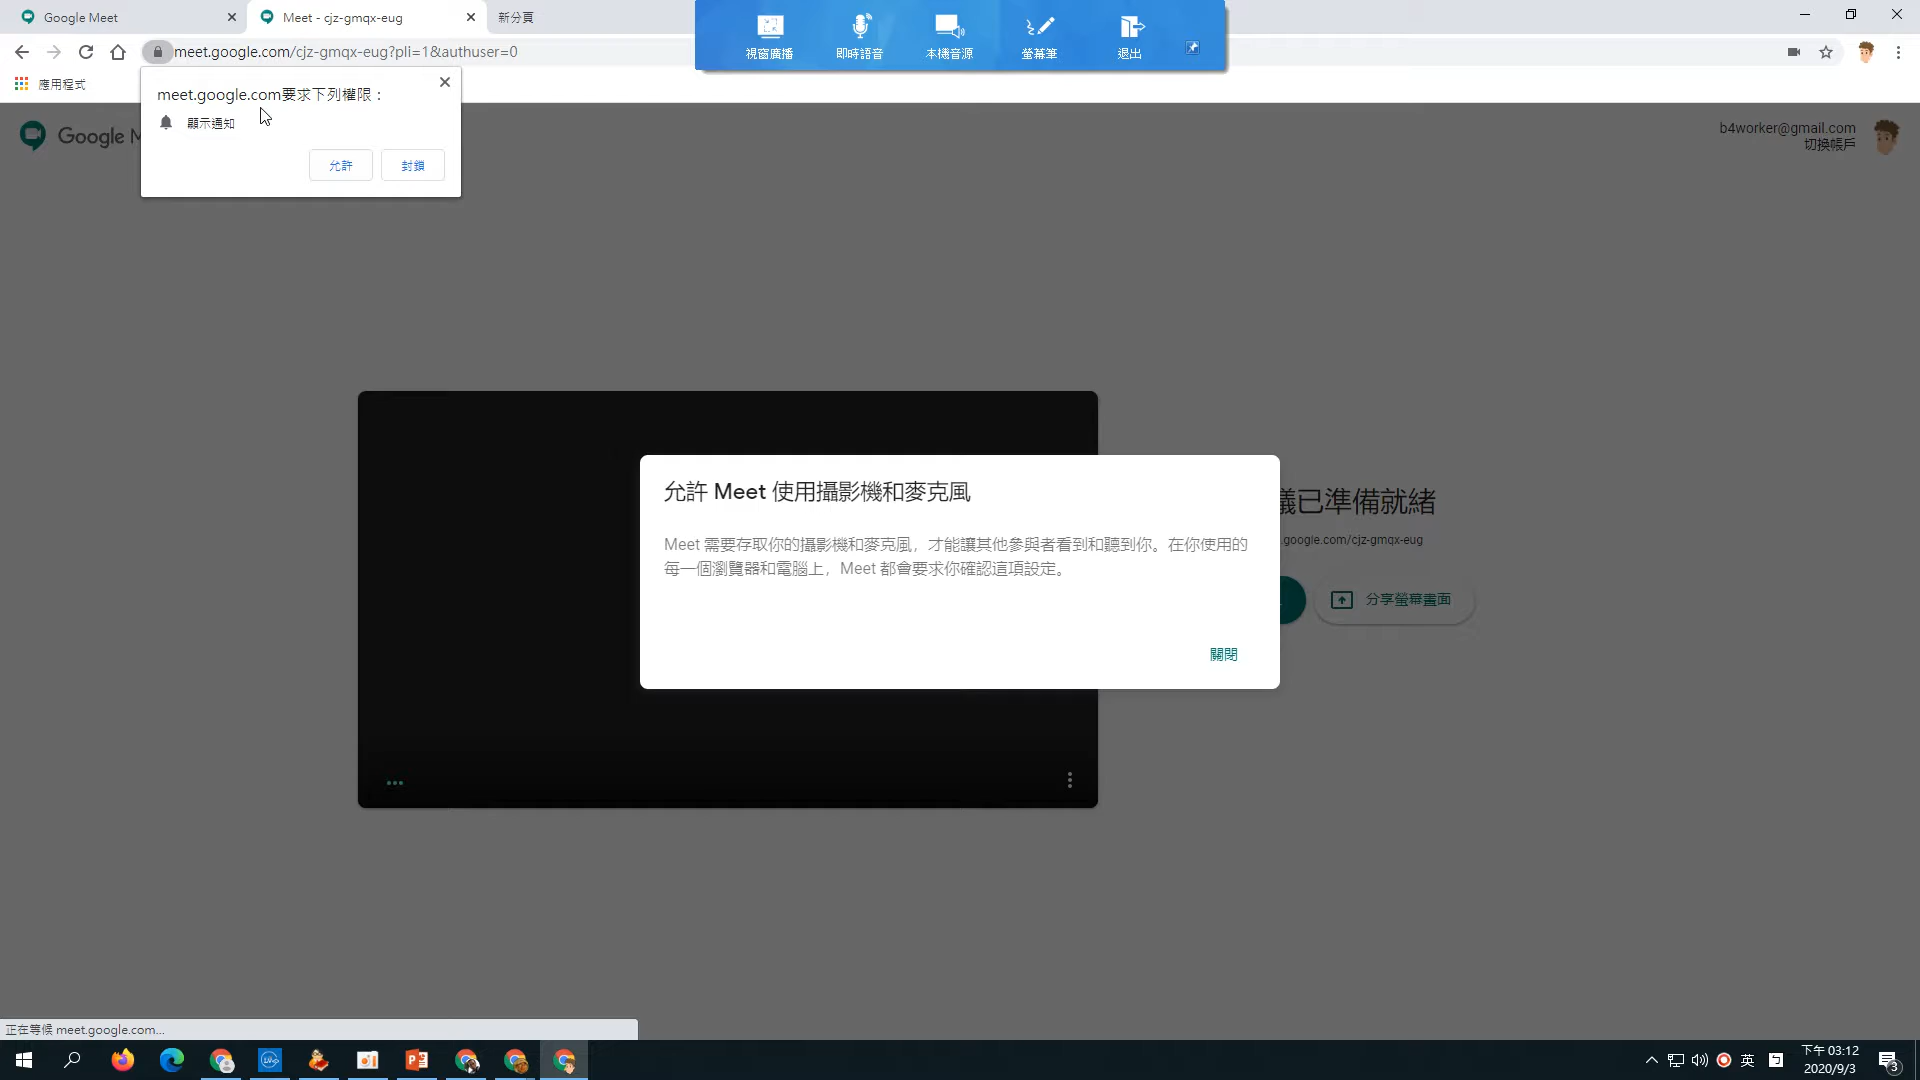 Google Meet
Meet - cjz-gmqx-eug
新分頁
視窗廣播
即時語音
本機音源
螢幕筆
退出
meet.google.com/cjz-gmqx-eug?pli=1&authuser=0
應用程式
meet.google.com要求下列權限：
顯示通知
允許
封鎖
Google M
b4worker@gmail.com
切換帳戶
允許 Meet 使用攝影機和麥克風
Meet 需要存取你的攝影機和麥克風，才能讓其他參與者看到和聽到你。在你使用的
每一個瀏覽器和電腦上，Meet 都會要求你確認這項設定。
關閉
議已準備就緒
.google.com/cjz-gmqx-eug
分享螢幕畫面
正在等候 meet.google.com...
英
下午 03:12
2020/9/3
3